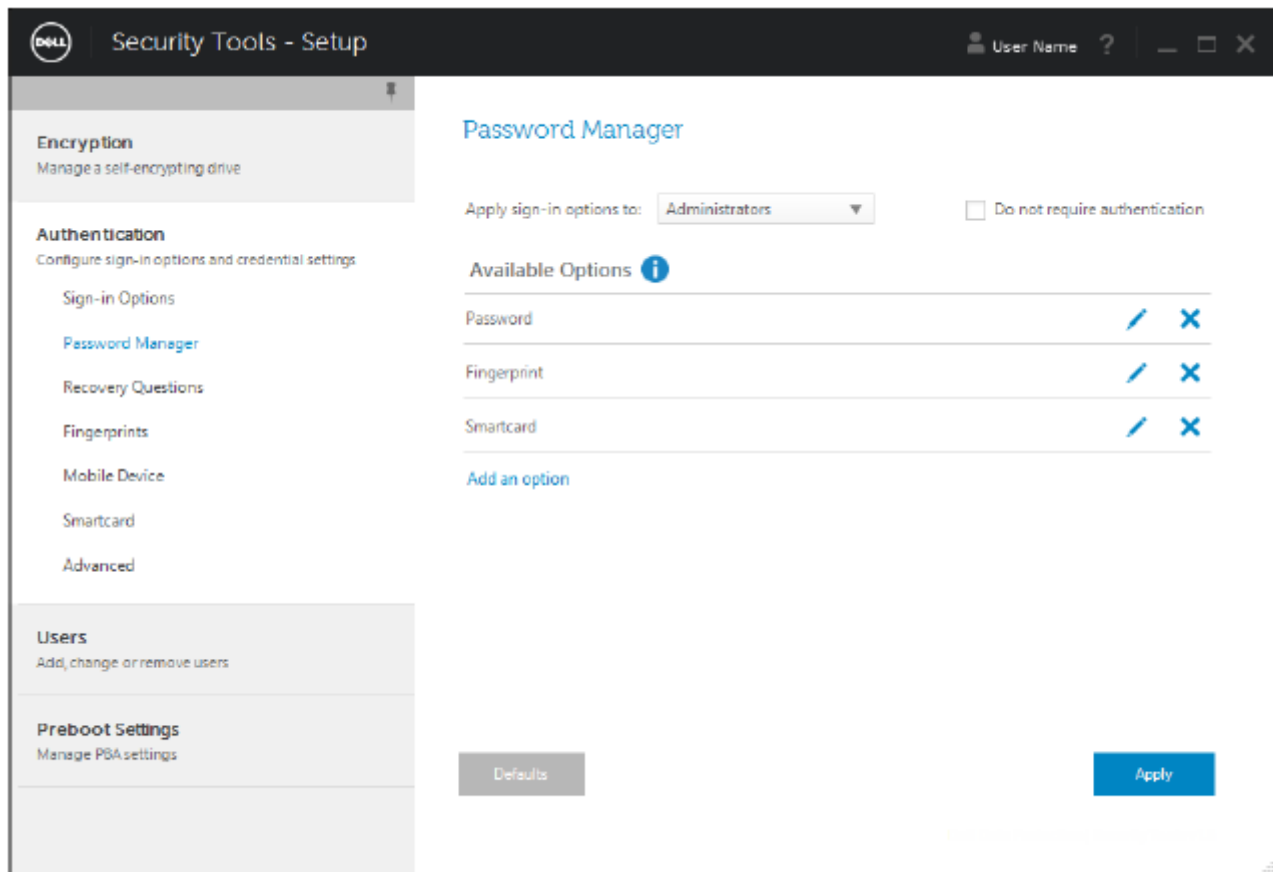 DELL
Security Tools - Setup
User Name
?
Encryption
Manage a self-encrypting drive
Authentication
Configure sign-in options and credential settings
Sign-in Options
Password Manager
Recovery Questions
Fingerprints
Mobile Device
Smartcard
Advanced
Users
Add, change or remove users
Preboot Settings
Manage PBA settings
Password Manager
Apply sign-in options to: Administrators
Do not require authentication
Available Options i
Password
Fingerprint
Smartcard
Add an option
Defaults
Apply